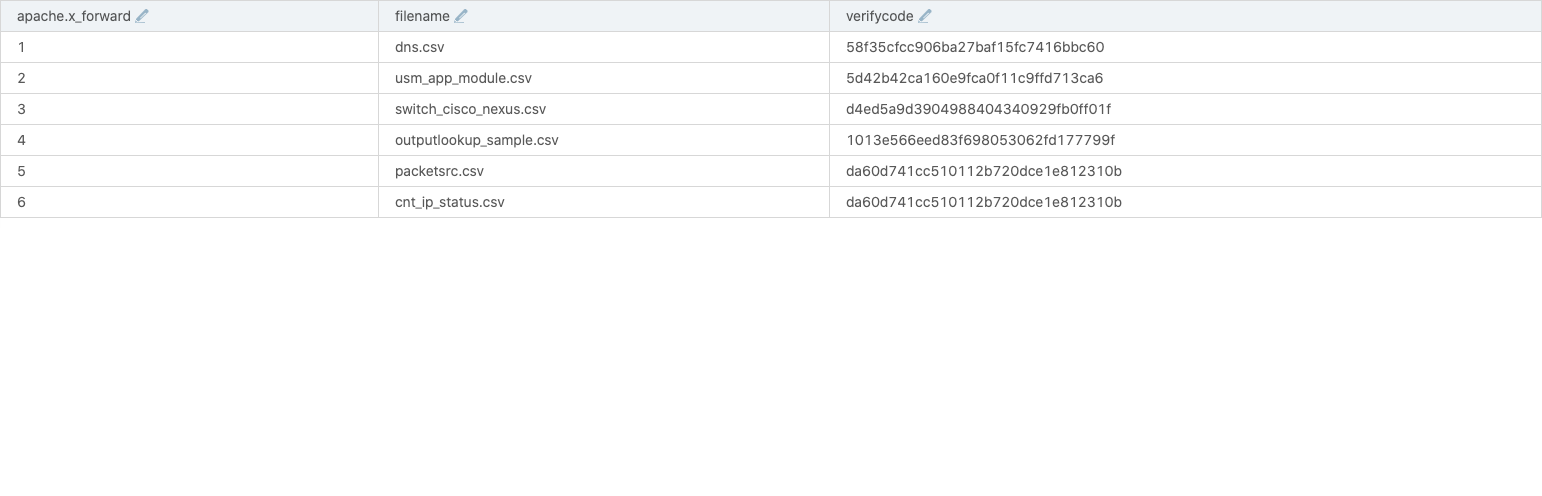 apache.x_forward filename verifycode
1 dns.csv 58f35cfcc906ba27baf15fc7416bbc60
2 usm_app_module.csv 5d42b42ca160e9fca0f11c9ffd713ca6
3 switch_cisco_nexus.csv d4ed5a9d3904988404340929fb0ff01f
4 outputlookup_sample.csv 1013e566eed83f698053062fd177799f
5 packetsrc.csv da60d741cc510112b720dce1e812310b
6 cnt_ip_status.csv da60d741cc510112b720dce1e812310b